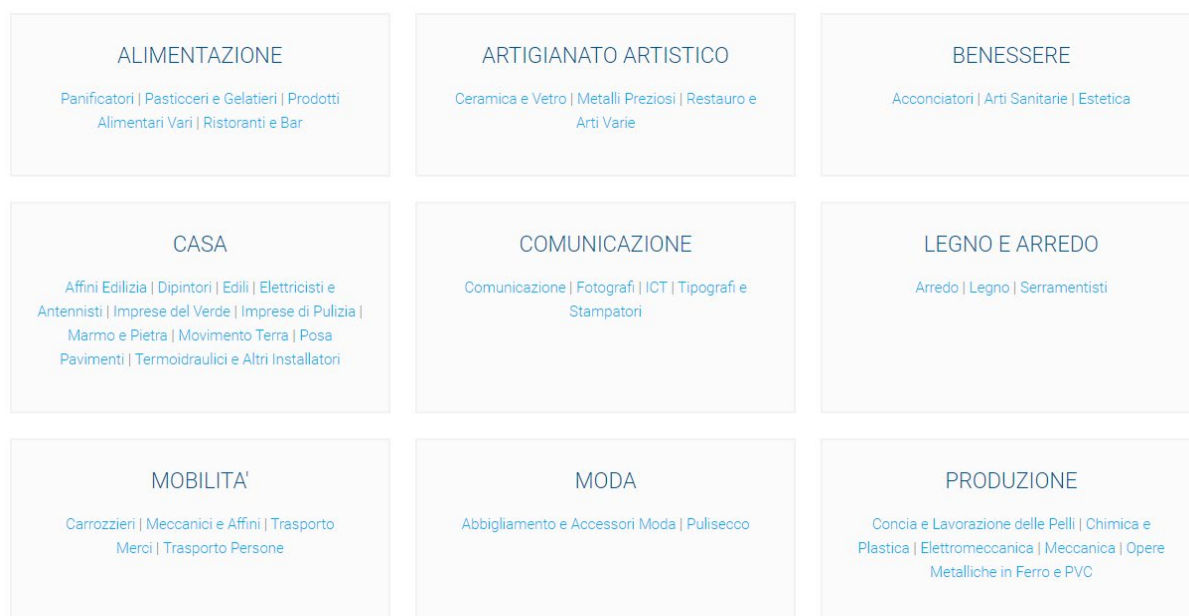 ALIMENTAZIONE
Panificatori | Pasticceri e Gelatieri | Prodotti
Alimentari Vari | Ristoranti e Bar
ARTIGIANATO ARTISTICO
Ceramica e Vetro | Metalli Preziosi | Restauro e
Arti Varie
BENESSERE
Acconciatori | Arti Sanitarie | Estetica
CASA
Affini Edilizia | Dipintori | Edili | Elettricisti e
Antennisti | Imprese del Verde | Imprese di Pulizia |
Marmo e Pietra | Movimento Terra | Posa
Pavimenti | Termoidraulici e Altri Installatori
COMUNICAZIONE
Comunicazione | Fotografi | ICT | Tipografi e
Stampatori
LEGNO E ARREDO
Arredo | Legno | Serramentisti
MOBILITA'
Carrozzieri | Meccanici e Affini | Trasporto
Merci | Trasporto Persone
MODA
Abbigliamento e Accessori Moda | Pulisecco
PRODUZIONE
Concia e Lavorazione delle Pelli | Chimica e
Plastica | Elettromeccanica | Meccanica | Opere
Metalliche in Ferro e PVC